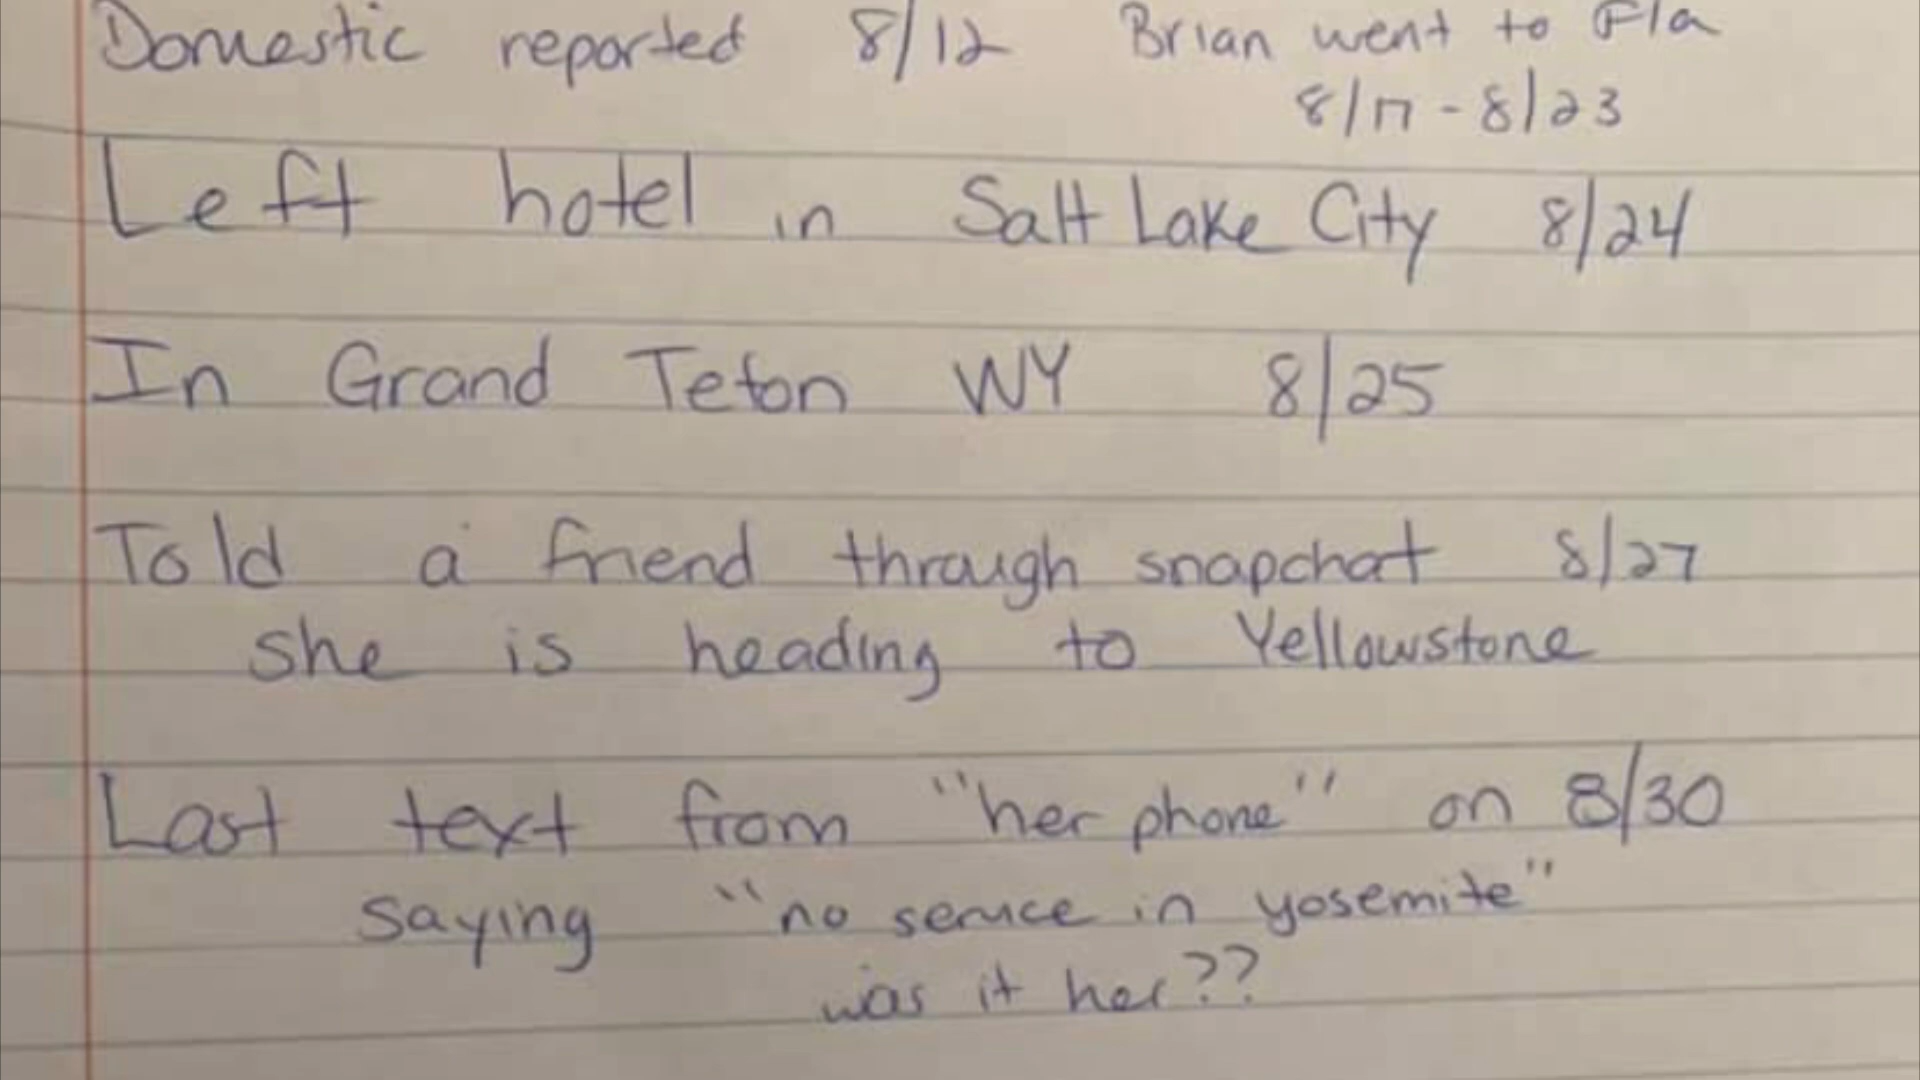 Domestic reported 8/12 Brian went to Fla
8/17 - 8/23
Left hotel in Salt Lake City 8/24
In Grand Teton WY 8/25
Told a friend through snapchat 8/27
she is heading to Yellowstone
Last text from "her phone" on 8/30
saying "no service in yosemite"
was it her??